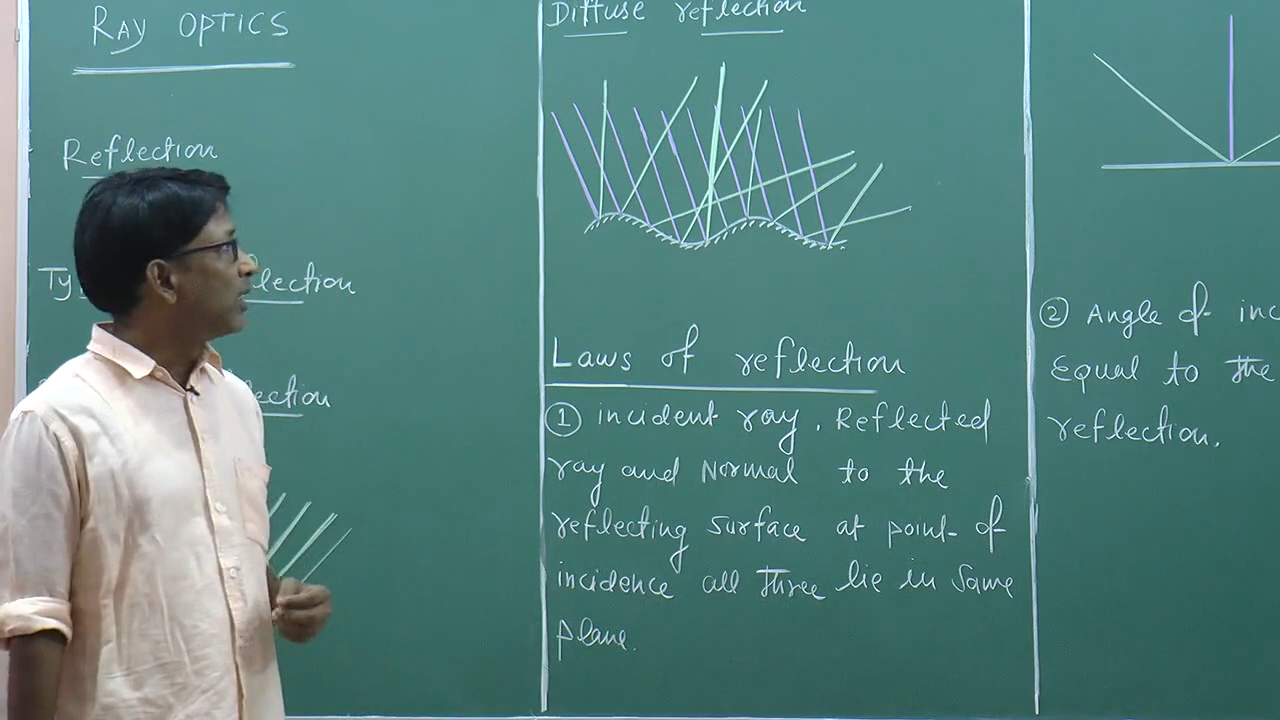 RAY OPTICS
Reflection
Ty lection
ection
Diffuse reflection
Laws of reflection
① incident ray, Reflected
ray and Normal to the
reflecting surface at point of
incidence all three lie in same
plane.
② Angle of inc
Equal to the
reflection.